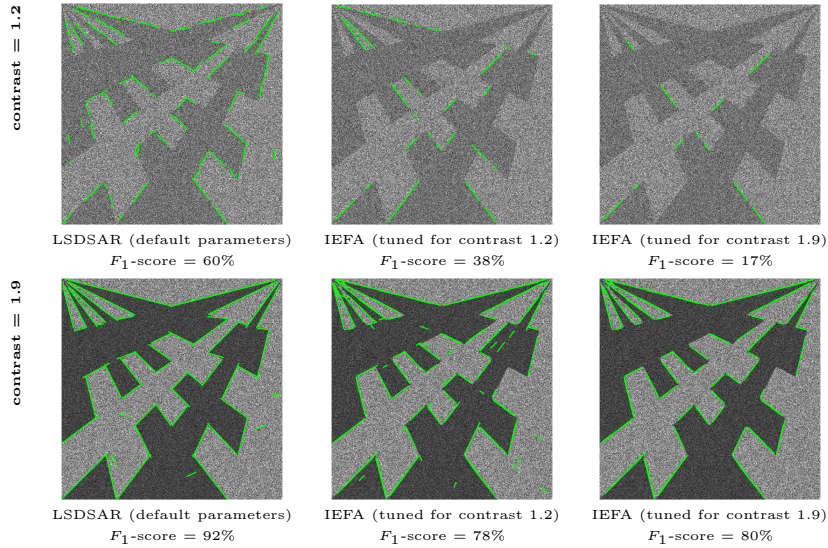 contrast = 1.2
LSDSAR (default parameters)
F1-score = 60%
IEFA (tuned for contrast 1.2)
F1-score = 38%
IEFA (tuned for contrast 1.9)
F1-score = 17%
contrast = 1.9
LSDSAR (default parameters)
F1-score = 92%
IEFA (tuned for contrast 1.2)
F1-score = 78%
IEFA (tuned for contrast 1.9)
F1-score = 80%